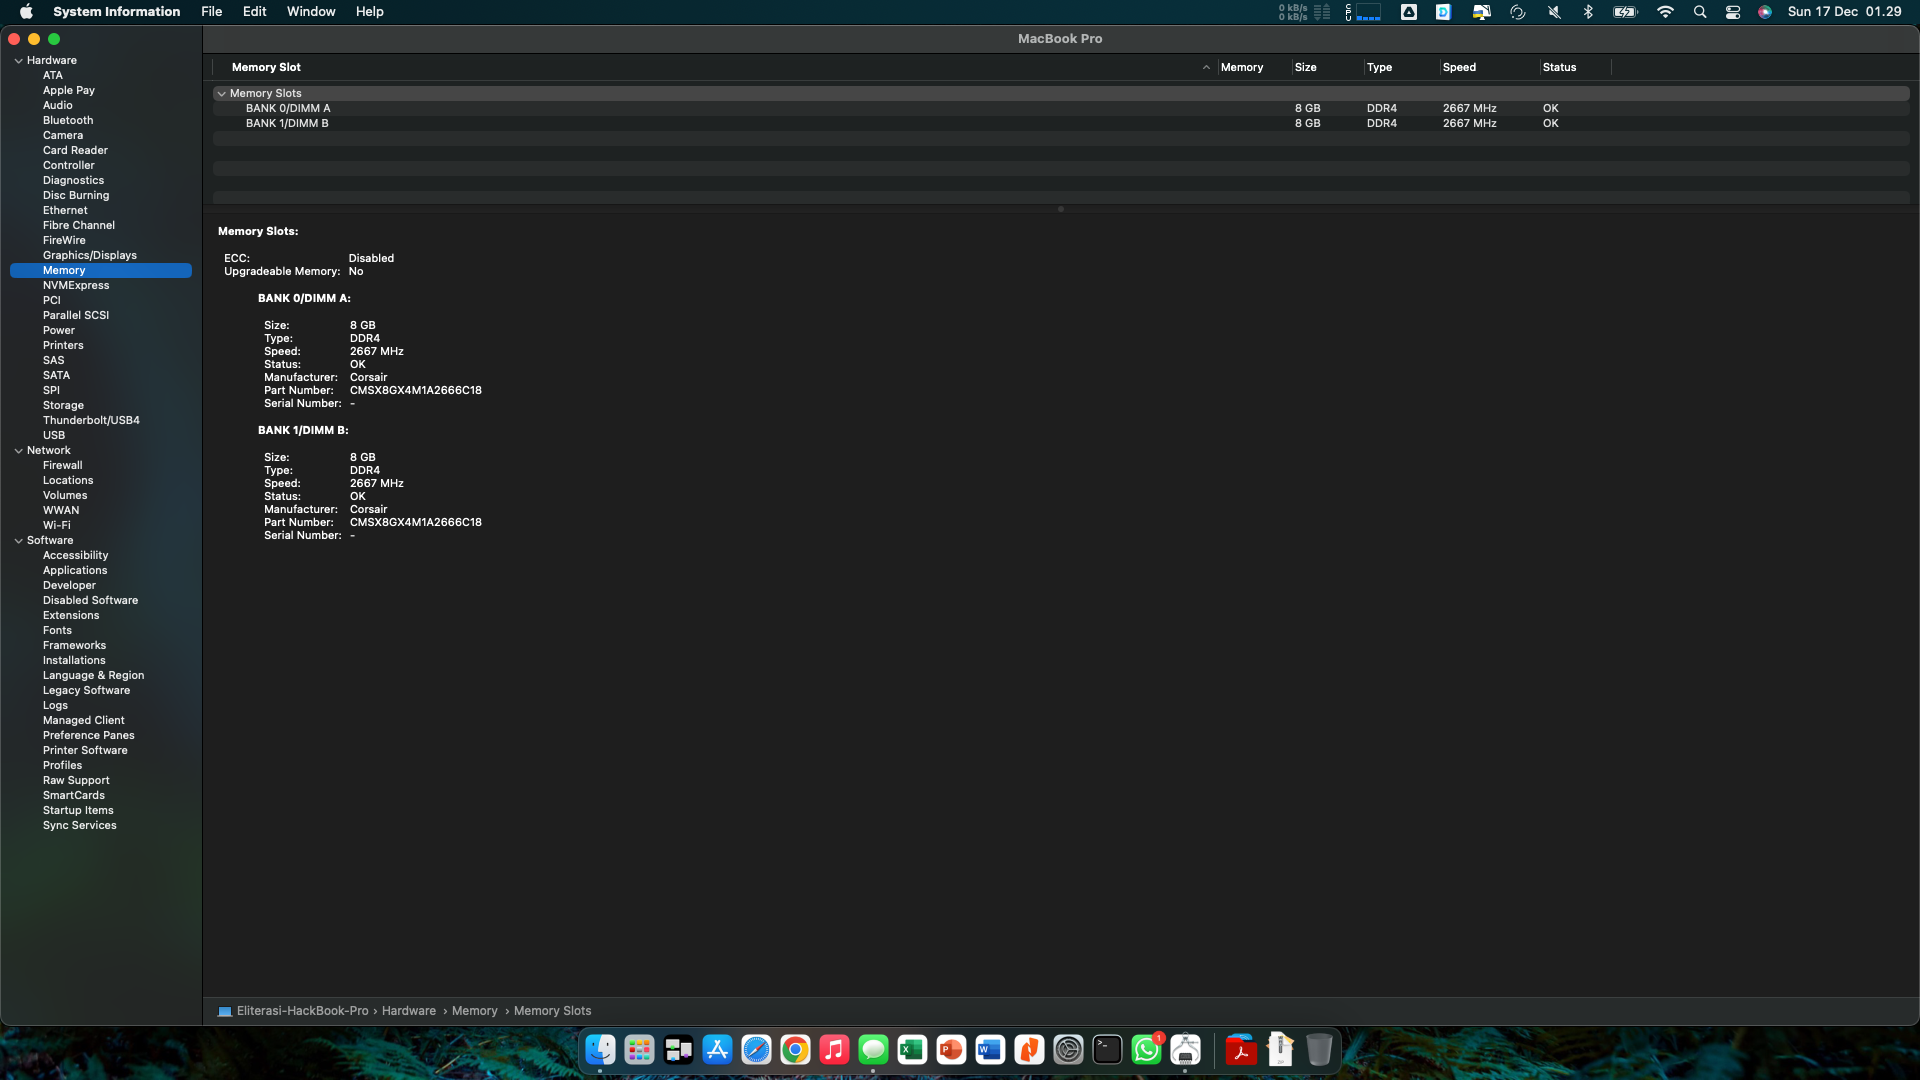 System Information File Edit Window Help
0 kB/s
0 kB/s
CPU
Sun 17 Dec 01.29
MacBook Pro
Hardware
ATA
Apple Pay
Audio
Bluetooth
Camera
Card Reader
Controller
Diagnostics
Disc Burning
Ethernet
Fibre Channel
FireWire
Graphics/Displays
Memory
NVMExpress
PCI
Parallel SCSI
Power
Printers
SAS
SATA
SPI
Storage
Thunderbolt/USB4
USB
Network
Firewall
Locations
Volumes
WWAN
Wi-Fi
Software
Accessibility
Applications
Developer
Disabled Software
Extensions
Fonts
Frameworks
Installations
Language & Region
Legacy Software
Logs
Managed Client
Preference Panes
Printer Software
Profiles
Raw Support
SmartCards
Startup Items
Sync Services
Memory Slot Memory Size Type Speed Status
Memory Slots
BANK 0/DIMM A 8 GB DDR4 2667 MHz OK
BANK 1/DIMM B 8 GB DDR4 2667 MHz OK
Memory Slots:
ECC: Disabled
Upgradeable Memory: No
BANK 0/DIMM A:
Size: 8 GB
Type: DDR4
Speed: 2667 MHz
Status: OK
Manufacturer: Corsair
Part Number: CMSX8GX4M1A2666C18
Serial Number: -
BANK 1/DIMM B:
Size: 8 GB
Type: DDR4
Speed: 2667 MHz
Status: OK
Manufacturer: Corsair
Part Number: CMSX8GX4M1A2666C18
Serial Number: -
Eliterasi-HackBook-Pro › Hardware › Memory › Memory Slots
1